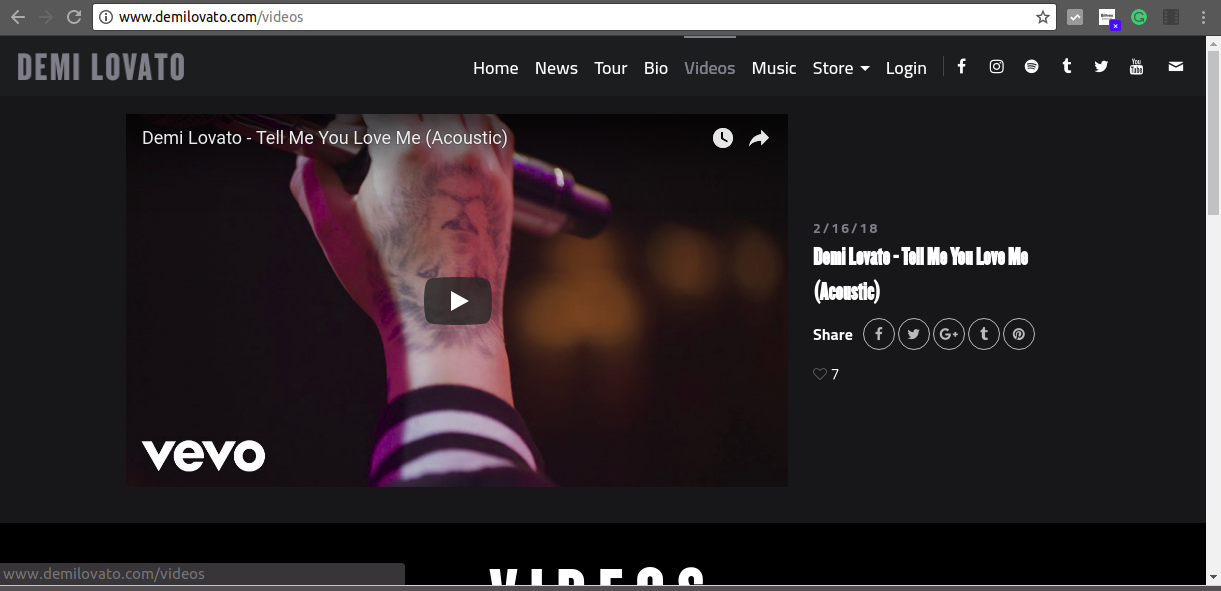 www.demilovato.com/videos
DEMI LOVATO
Home News Tour Bio Videos Music Store Login
Demi Lovato - Tell Me You Love Me (Acoustic)
2/16/18
Demi Lovato - Tell Me You Love Me
(Acoustic)
Share
7
vevo
VIDEOS
www.demilovato.com/videos